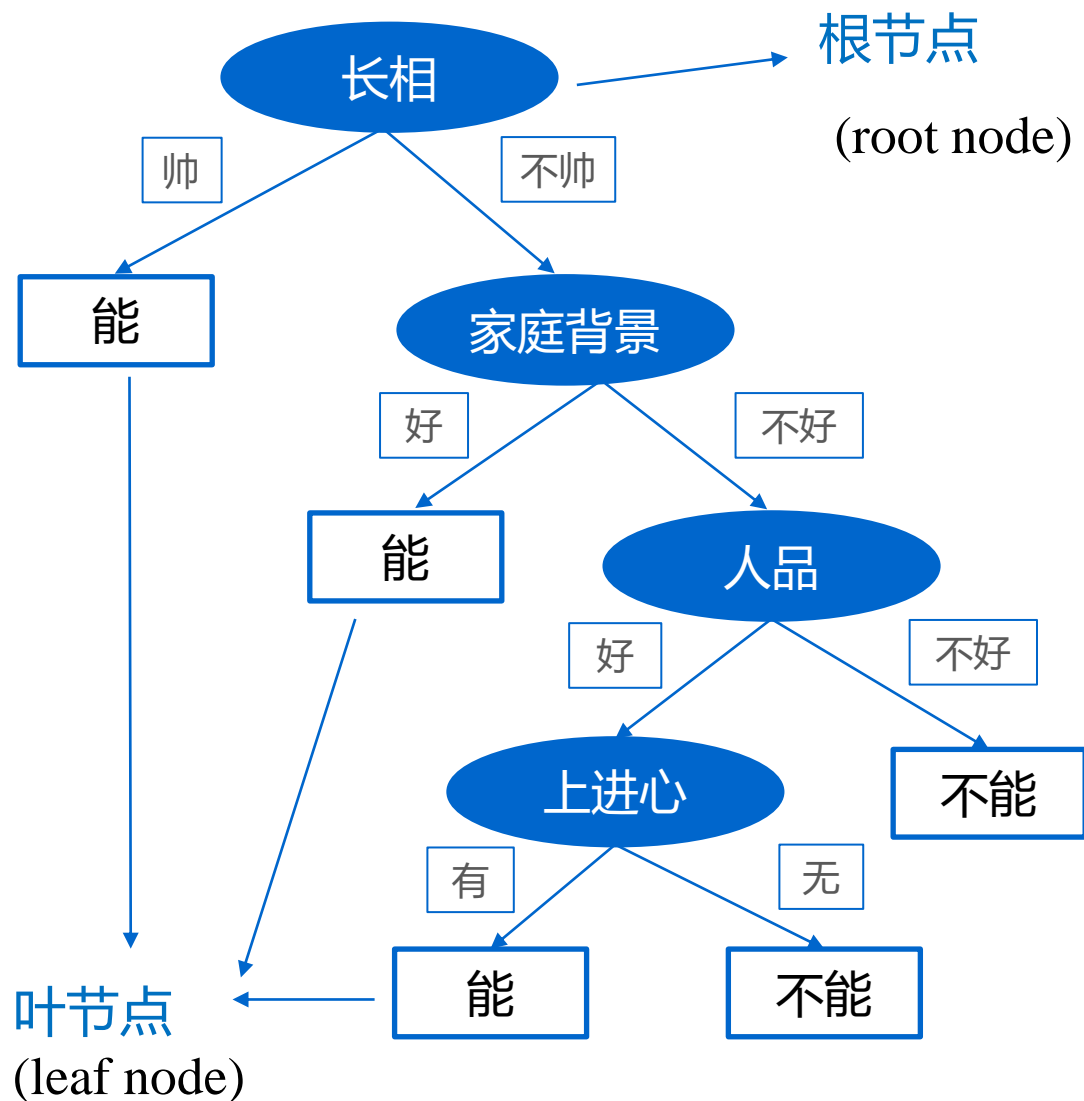 长相
根节点
(root node)
帅
不帅
能
家庭背景
好
不好
能
人品
好
不好
上进心
不能
有
无
能
不能
叶节点
(leaf node)